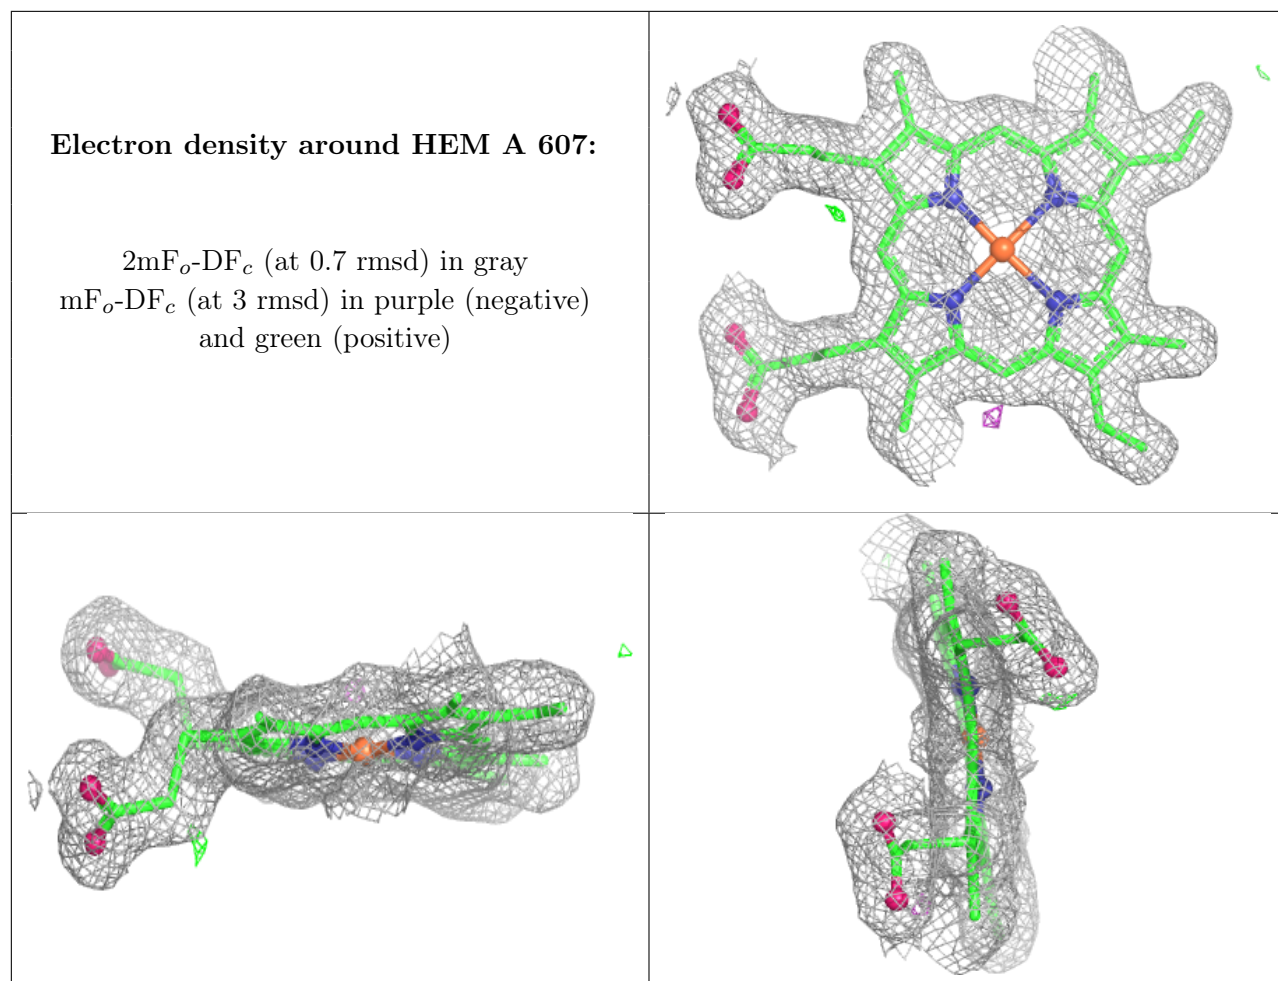 Electron density around HEM A 607:
2mFo-DFc (at 0.7 rmsd) in gray
mFo-DFc (at 3 rmsd) in purple (negative)
and green (positive)